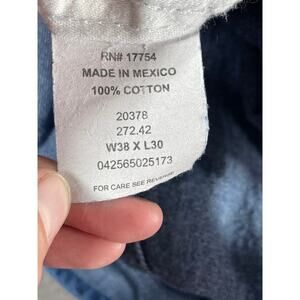 RN# 17754
MADE IN MEXICO
100% COTTON
20378
272.42
W38 X L30
042565025173
FOR CARE SEE REVERSE